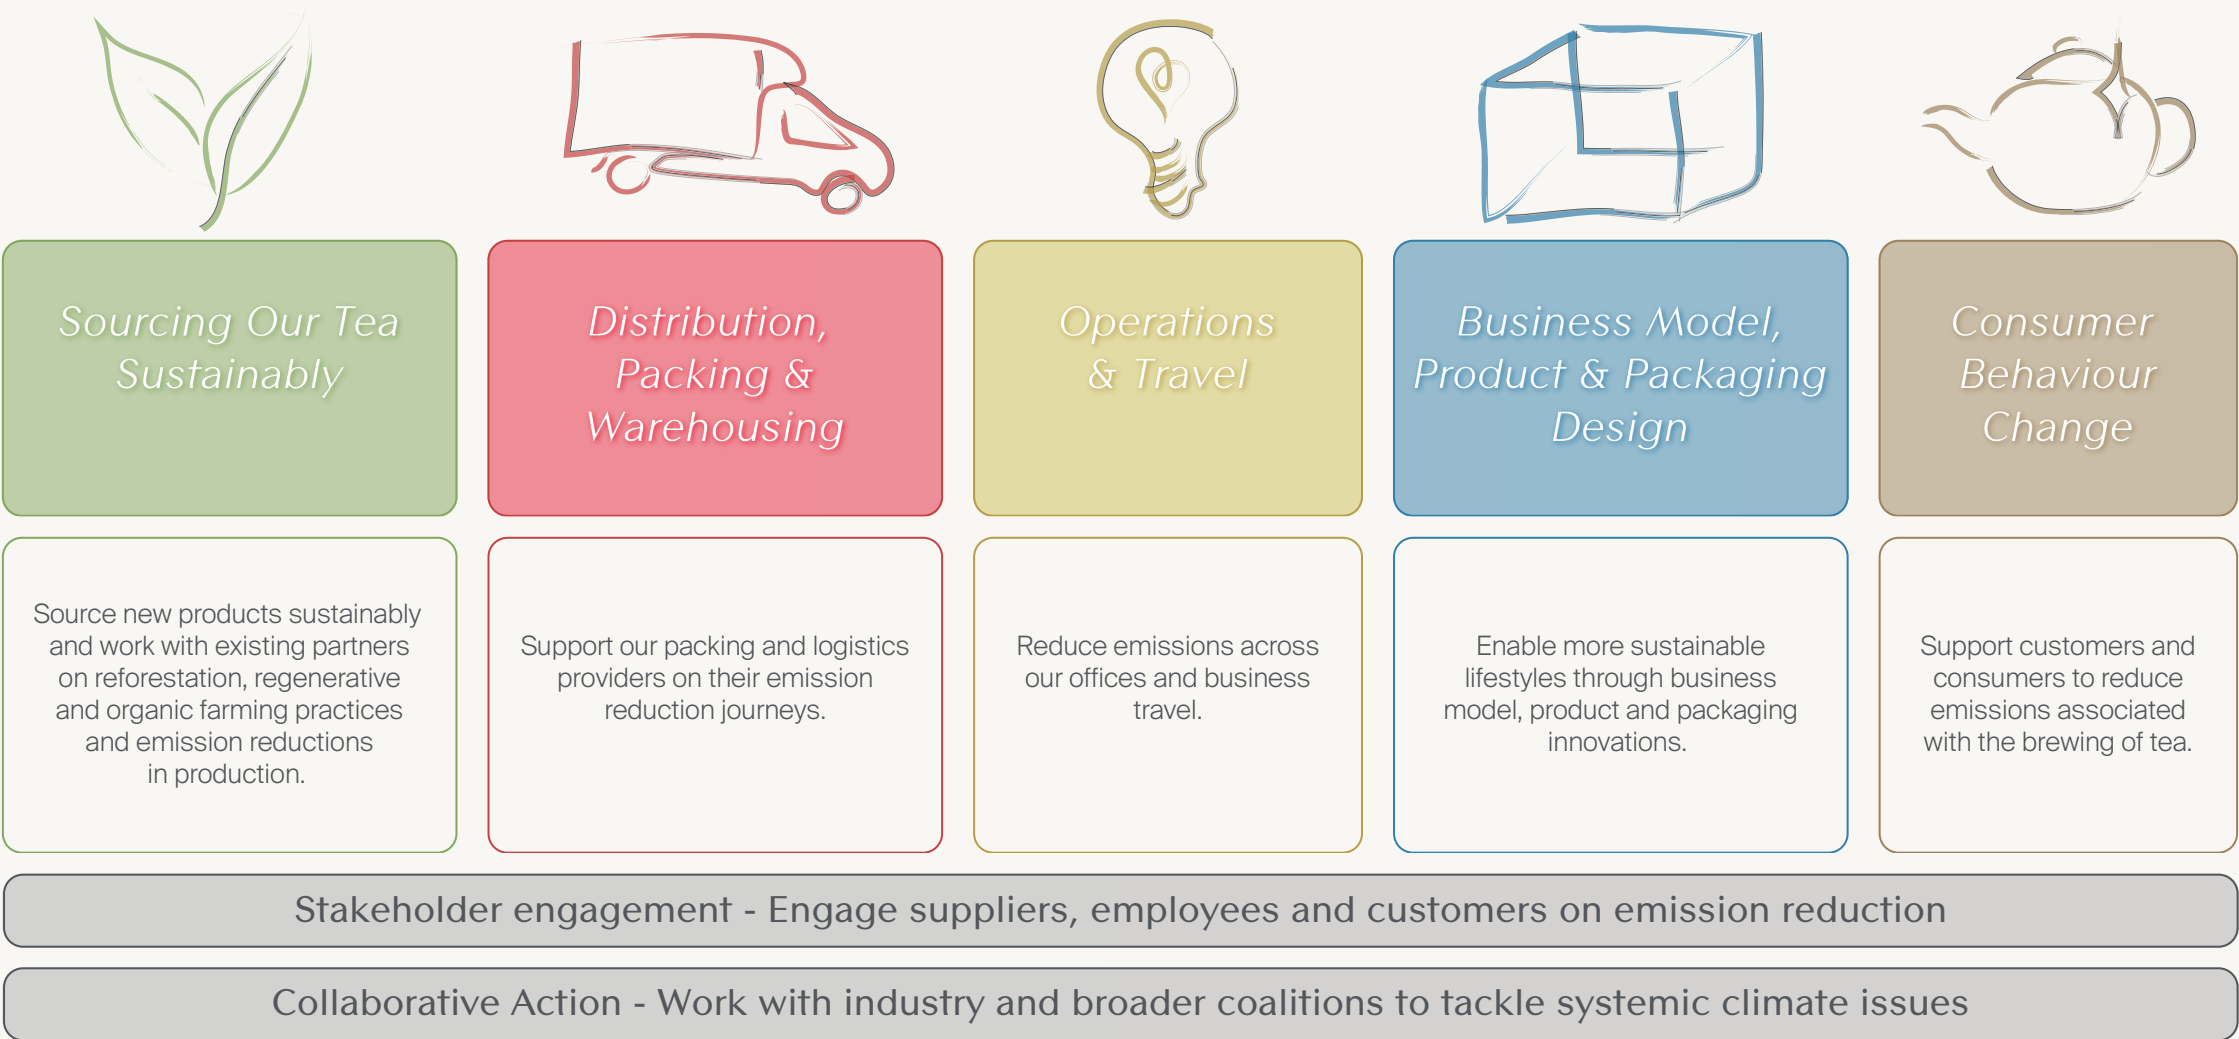 Sourcing Our Tea
Sustainably
Distribution,
Packing &
Warehousing
Operations
& Travel
Business Model,
Product & Packaging
Design
Consumer
Behaviour
Change
Source new products sustainably
and work with existing partners
on reforestation, regenerative
and organic farming practices
and emission reductions
in production.
Support our packing and logistics
providers on their emission
reduction journeys.
Reduce emissions across
our offices and business
travel.
Enable more sustainable
lifestyles through business
model, product and packaging
innovations.
Support customers and
consumers to reduce
emissions associated
with the brewing of tea.
Stakeholder engagement - Engage suppliers, employees and customers on emission reduction
Collaborative Action - Work with industry and broader coalitions to tackle systemic climate issues